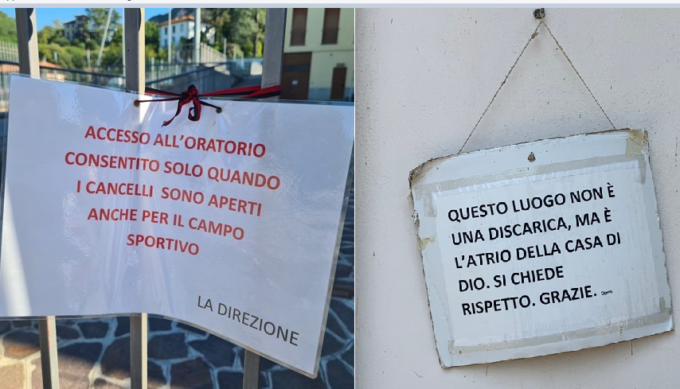 ACCESSO ALL'ORATORIO
CONSENTITO SOLO QUANDO
I CANCELLI SONO APERTI
ANCHE PER IL CAMPO
SPORTIVO
LA DIREZIONE
QUESTO LUOGO NON È
UNA DISCARICA, MA È
L'ATRIO DELLA CASA DI
DIO. SI CHIEDE
RISPETTO. GRAZIE.